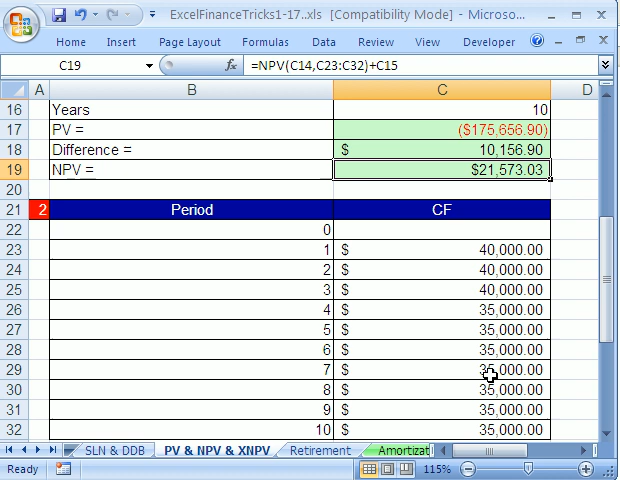 ExcelFinanceTricks1-17..xls [Compatibility Mode] - Microso...
Home Insert Page Layout Formulas Data Review View Developer
C19 fx =NPV(C14,C23:C32)+C15
A B C D
16 Years 10
17 PV = ($175,656.90)
18 Difference = $ 10,156.90
19 NPV = $21,573.03
20
21 2 Period CF
22 0
23 1 $ 40,000.00
24 2 $ 40,000.00
25 3 $ 40,000.00
26 4 $ 35,000.00
27 5 $ 35,000.00
28 6 $ 35,000.00
29 7 $ 35,000.00
30 8 $ 35,000.00
31 9 $ 35,000.00
32 10 $ 35,000.00
SLN & DDB PV & NPV & XNPV Retirement Amortizat
Ready 115%